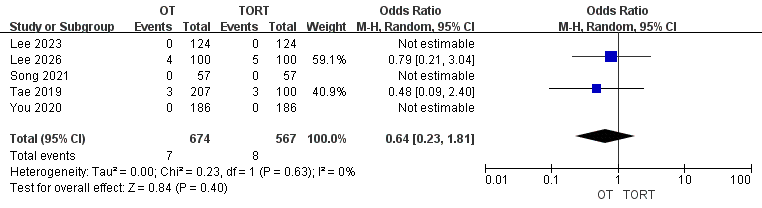 OT TORT Odds Ratio Odds Ratio
Study or Subgroup Events Total Events Total Weight M-H, Random, 95% CI M-H, Random, 95% CI
Lee 2023 0 124 0 124 Not estimable
Lee 2026 4 100 5 100 59.1% 0.79 [0.21, 3.04]
Song 2021 0 57 0 57 Not estimable
Tae 2019 3 207 3 100 40.9% 0.48 [0.09, 2.40]
You 2020 0 186 0 186 Not estimable
Total (95% CI) 674 567 100.0% 0.64 [0.23, 1.81]
Total events 7 8
Heterogeneity: Tau² = 0.00; Chi² = 0.23, df = 1 (P = 0.63); I² = 0%
Test for overall effect: Z = 0.84 (P = 0.40)
0.01 0.1 1 10 100
OT TORT